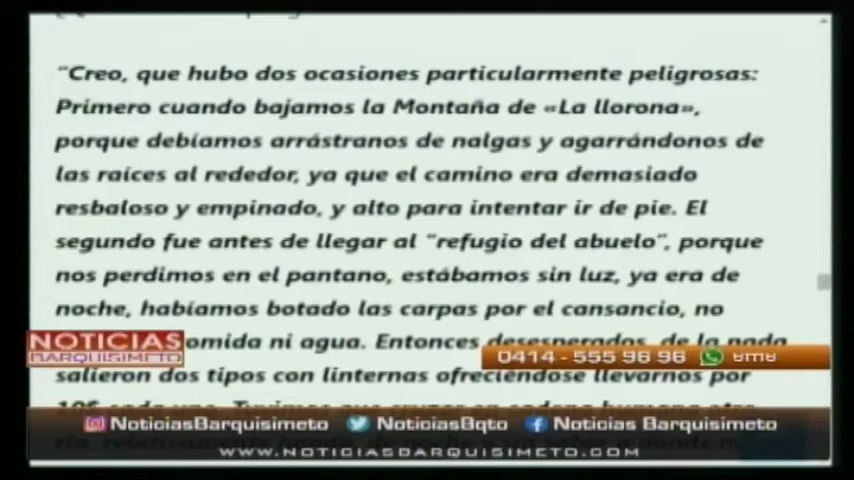 "Creo, que hubo dos ocasiones particularmente peligrosas:
Primero cuando bajamos la Montaña de «La llorona»,
porque debíamos arrástranos de nalgas y agarrándonos de
las raíces al rededor, ya que el camino era demasiado
resbaloso y empinado, y alto para intentar ir de pie. El
segundo fue antes de llegar al "refugio del abuelo", porque
nos perdimos en el pantano, estábamos sin luz, ya era de
noche, habíamos botado las carpas por el cansancio, no
omida ni agua. Entonces desesperados, de la nada
NOTICIAS
BARQUISIMETO
0414 - 555 96 96
salieron dos tipos con linternas ofreciéndose llevarnos por
NoticiasBarquisimeto NoticiasBqto Noticias Barquisimeto
WWW.NOTICIASBARQUISIMETO.COM